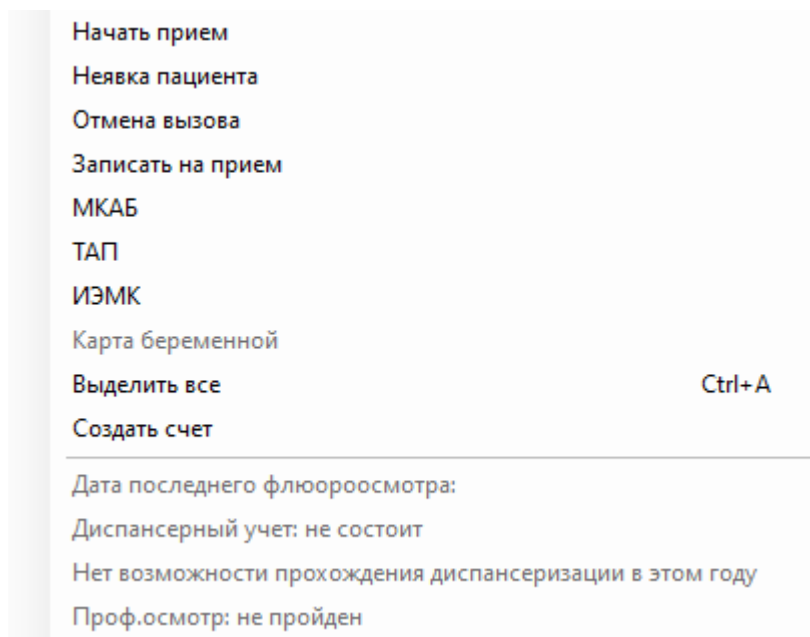 Начать прием
Неявка пациента
Отмена вызова
Записать на прием
МКАБ
ТАП
ИЭМК
Карта беременной
Выделить все Ctrl+A
Создать счет
Дата последнего флюороосмотра:
Диспансерный учет: не состоит
Нет возможности прохождения диспансеризации в этом году
Проф.осмотр: не пройден